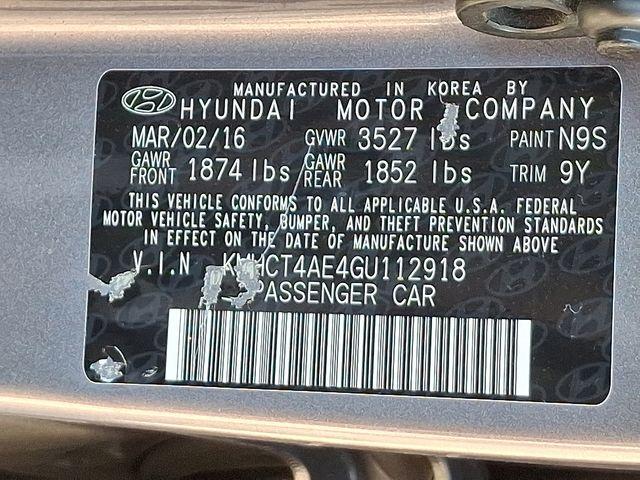 MANUFACTURED IN KOREA BY
HYUNDAI MOTOR COMPANY
MAR/02/16 GVWR 3527 lbs PAINT N9S
GAWR FRONT 1874 lbs GAWR REAR 1852 lbs TRIM 9Y
THIS VEHICLE CONFORMS TO ALL APPLICABLE U.S.A. FEDERAL
MOTOR VEHICLE SAFETY, BUMPER, AND THEFT PREVENTION STANDARDS
IN EFFECT ON THE DATE OF MANUFACTURE SHOWN ABOVE
V.I.N KMHCT4AE4GU112918
PASSENGER CAR